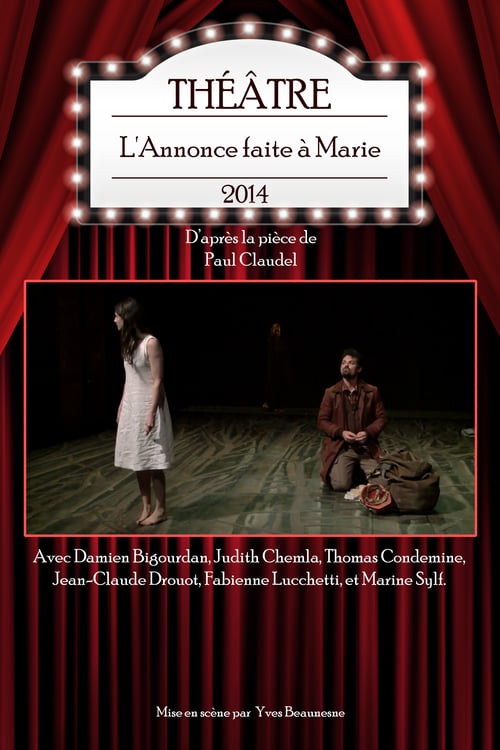 THÉÂTRE
L'Annonce faite à Marie
2014
D'après la pièce de
Paul Claudel
Avec Damien Bigourdan, Judith Chemla, Thomas Condemine,
Jean-Claude Drouot, Fabienne Lucchetti, et Marine Sylf.
Mise en scène par Yves Beaunesne